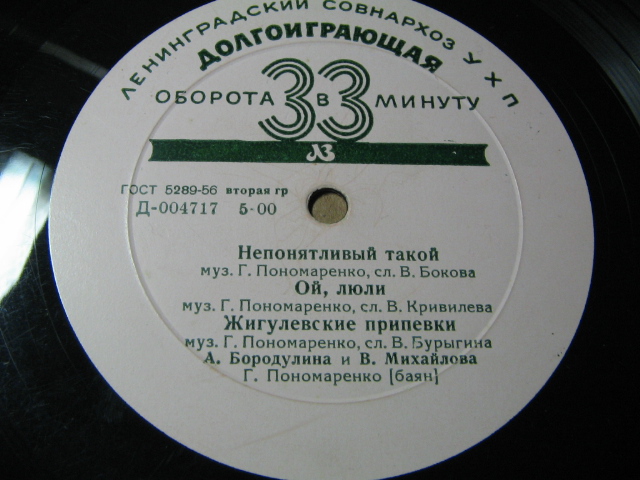 ЛЕНИНГРАДСКИЙ СОВНАРХОЗ УХП
ДОЛГОИГРАЮЩАЯ
ОБОРОТА 33 В МИНУТУ
ЛЗ
ГОСТ 5289-56 вторая гр
Д-004717 5-00
Непонятливый такой
муз. Г. Пономаренко, сл. В. Бокова
Ой, люли
муз. Г. Пономаренко, сл. В. Кривилева
Жигулевские припевки
муз. Г. Пономаренко, сл. В. Бурыгина
А. Бородулина и В. Михайлова
Г. Пономаренко [баян]